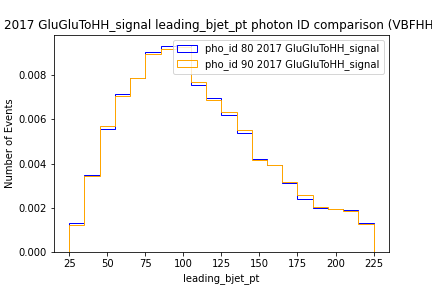 2017 GluGluToHH_signal leading_bjet_pt photon ID comparison (VBFHH
pho_id 80 2017 GluGluToHH_signal
pho_id 90 2017 GluGluToHH_signal
Number of Events
0.008
0.006
0.004
0.002
0.000
25 50 75 100 125 150 175 200 225
leading_bjet_pt